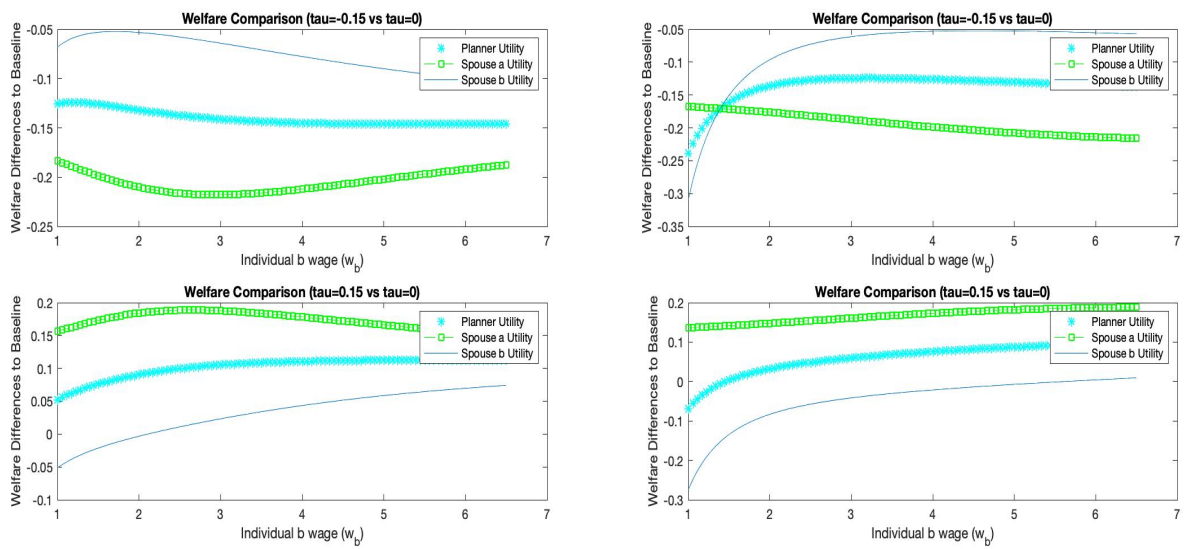 Welfare Comparison (tau=-0.15 vs tau=0)
Welfare Differences to Baseline
-0.05
-0.1
-0.15
-0.2
-0.25
Planner Utility
Spouse a Utility
Spouse b Utility
1 2 3 4 5 6 7
Individual b wage (w_b)
Welfare Comparison (tau=-0.15 vs tau=0)
Welfare Differences to Baseline
-0.05
-0.1
-0.15
-0.2
-0.25
-0.3
-0.35
Planner Utility
Spouse a Utility
Spouse b Utility
1 2 3 4 5 6 7
Individual b wage (w_b)
Welfare Comparison (tau=0.15 vs tau=0)
Welfare Differences to Baseline
0.2
0.15
0.1
0.05
0
-0.05
-0.1
Planner Utility
Spouse a Utility
Spouse b Utility
1 2 3 4 5 6 7
Individual b wage (w_b)
Welfare Comparison (tau=0.15 vs tau=0)
Welfare Differences to Baseline
0.2
0.1
0
-0.1
-0.2
-0.3
Planner Utility
Spouse a Utility
Spouse b Utility
1 2 3 4 5 6 7
Individual b wage (w_b)